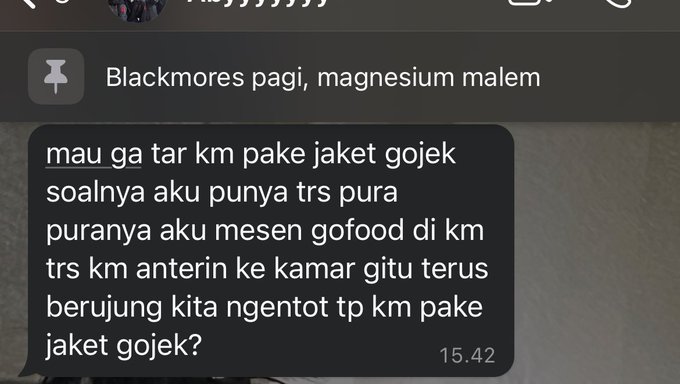 Blackmores pagi, magnesium malem
mau ga tar km pake jaket gojek
soalnya aku punya trs pura
puranya aku mesen gofood di km
trs km anterin ke kamar gitu terus
berujung kita ngentot tp km pake
jaket gojek?
15.42